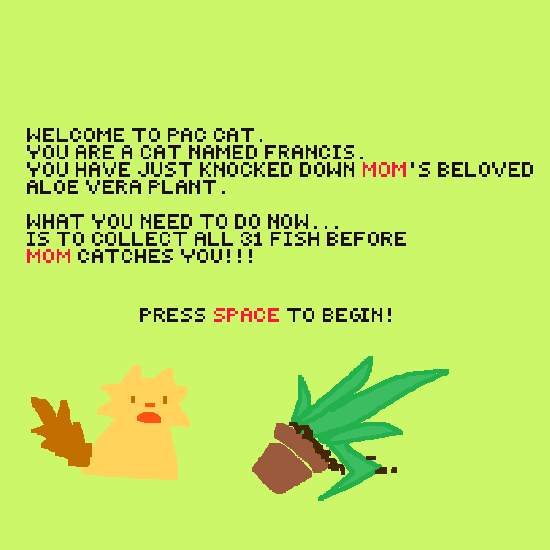 WELCOME TO PAC CAT.
YOU ARE A CAT NAMED FRANCIS.
YOU HAVE JUST KNOCKED DOWN MOM'S BELOVED
ALOE VERA PLANT.
WHAT YOU NEED TO DO NOW...
IS TO COLLECT ALL 31 FISH BEFORE
MOM CATCHES YOU!!!
PRESS SPACE TO BEGIN!